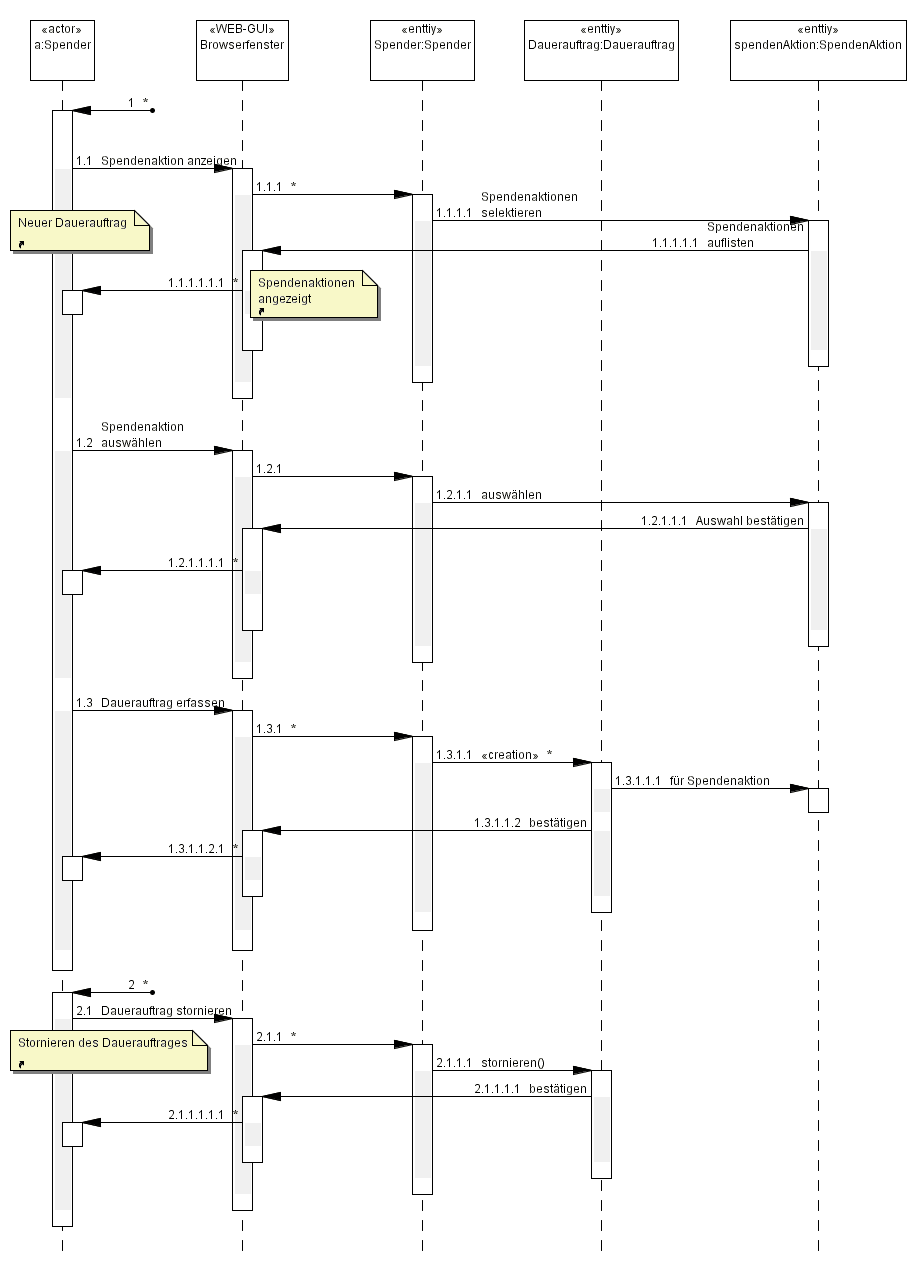 «actor»
a:Spender
«WEB-GUI»
Browserfenster
«enttiy»
Spender:Spender
«enttiy»
Dauerauftrag:Dauerauftrag
«enttiy»
spendenAktion:SpendenAktion
1 *
1.1 Spendenaktion anzeigen
1.1.1 *
Spendenaktionen
1.1.1.1 selektieren
Neuer Dauerauftrag
Spendenaktionen
1.1.1.1.1 auflisten
1.1.1.1.1.1 *
Spendenaktionen
angezeigt
Spendenaktion
1.2 auswählen
1.2.1
1.2.1.1 auswählen
1.2.1.1.1 Auswahl bestätigen
1.2.1.1.1.1 *
1.3 Dauerauftrag erfassen
1.3.1 *
1.3.1.1 «creation» *
1.3.1.1.1 für Spendenaktion
1.3.1.1.2 bestätigen
1.3.1.1.2.1 *
2 *
2.1 Dauerauftrag stornieren
2.1.1 *
Stornieren des Dauerauftrages
2.1.1.1 stornieren()
2.1.1.1.1 bestätigen
2.1.1.1.1.1 *